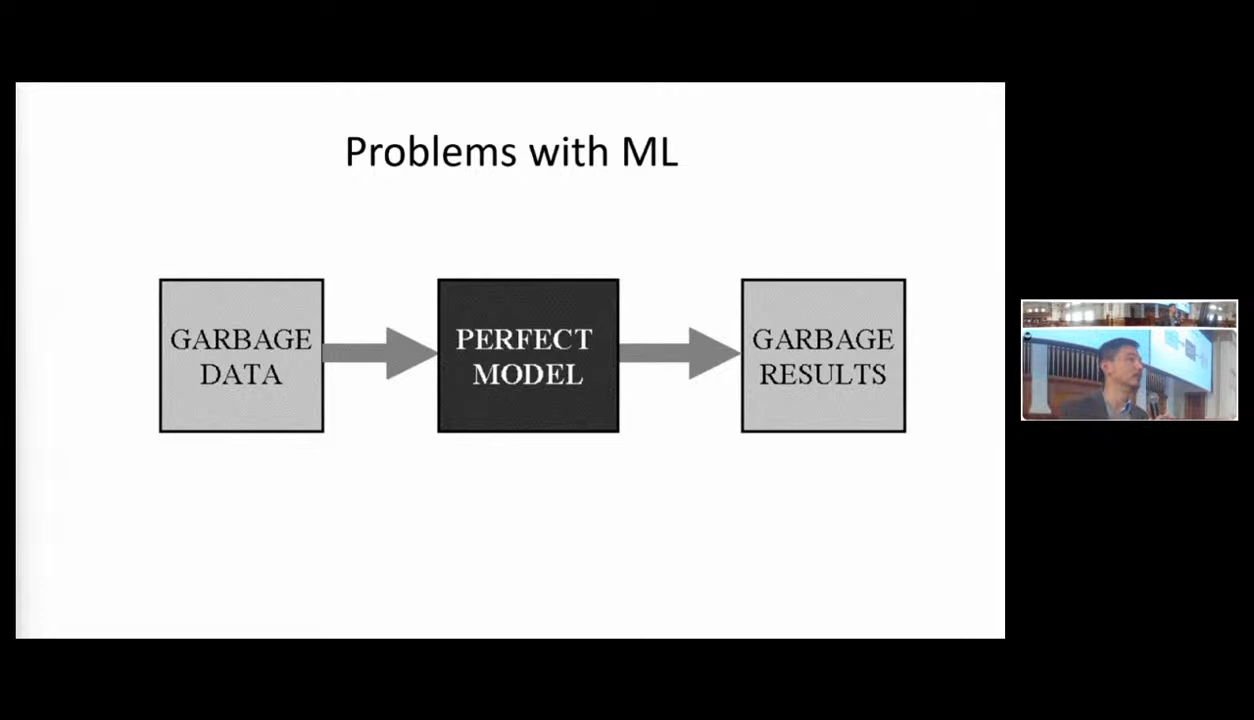 Problems with ML
GARBAGE
DATA
PERFECT
MODEL
GARBAGE
RESULTS